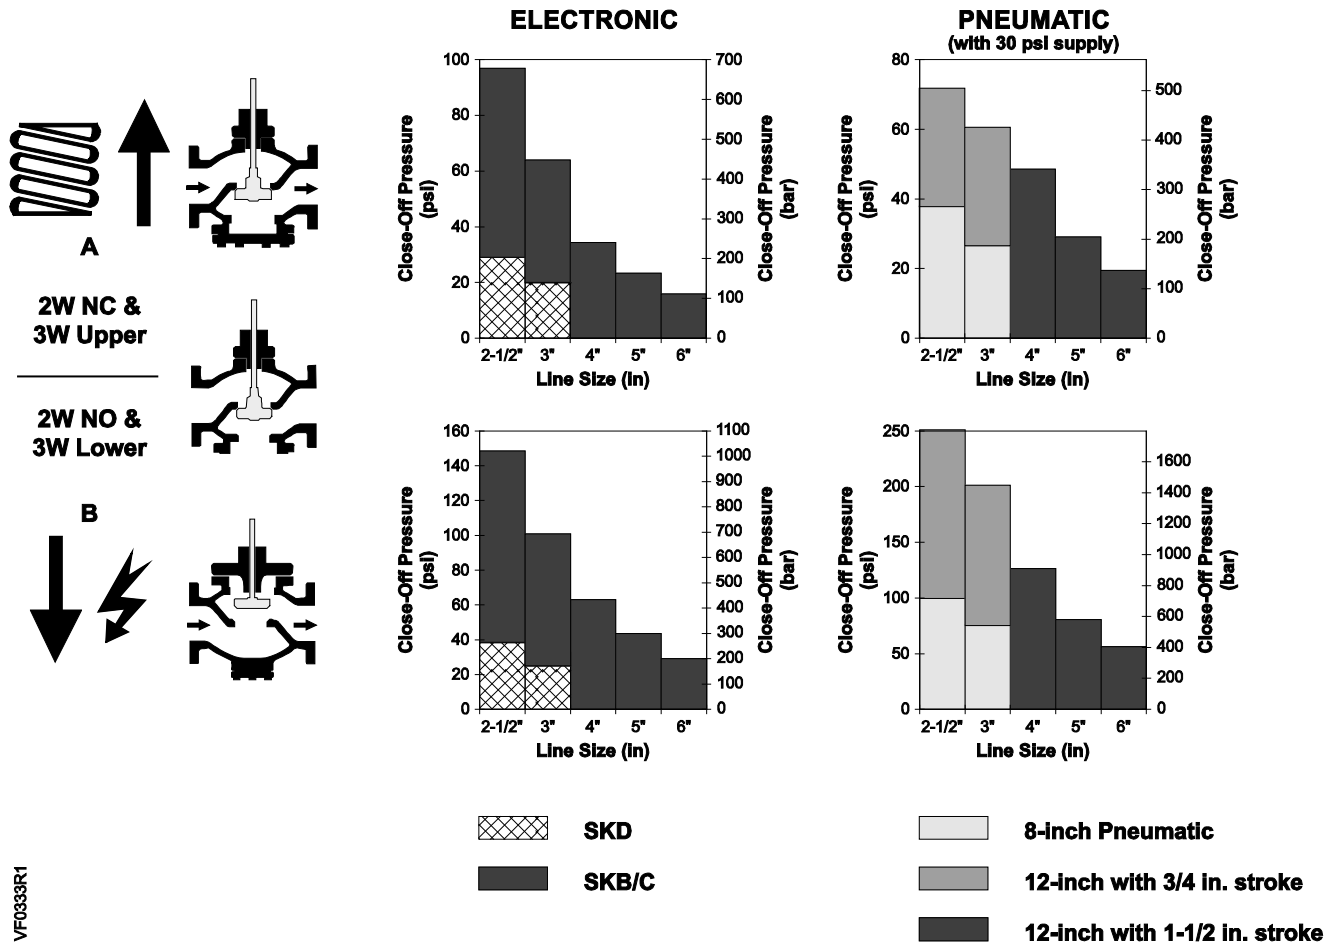 ELECTRONIC
PNEUMATIC
(with 30 psi supply)
A
2W NC &
3W Upper
2W NO &
3W Lower
B
Close-Off Pressure
(psi)
100
80
60
40
20
0
700
600
500
400
300
200
100
0
Close-Off Pressure
(bar)
2-1/2" 3" 4" 5" 6"
Line Size (in)
Close-Off Pressure
(psi)
80
60
40
20
0
500
400
300
200
100
0
Close-Off Pressure
(bar)
2-1/2" 3" 4" 5" 6"
Line Size (in)
Close-Off Pressure
(psi)
160
140
120
100
80
60
40
20
0
1100
1000
900
800
700
600
500
400
300
200
100
0
Close-Off Pressure
(bar)
2-1/2" 3" 4" 5" 6"
Line Size (in)
Close-Off Pressure
(psi)
250
200
150
100
50
0
1600
1400
1200
1000
800
600
400
200
0
Close-Off Pressure
(bar)
2-1/2" 3" 4" 5" 6"
Line Size (in)
SKD
SKB/C
8-inch Pneumatic
12-inch with 3/4 in. stroke
12-inch with 1-1/2 in. stroke
VF0333R1